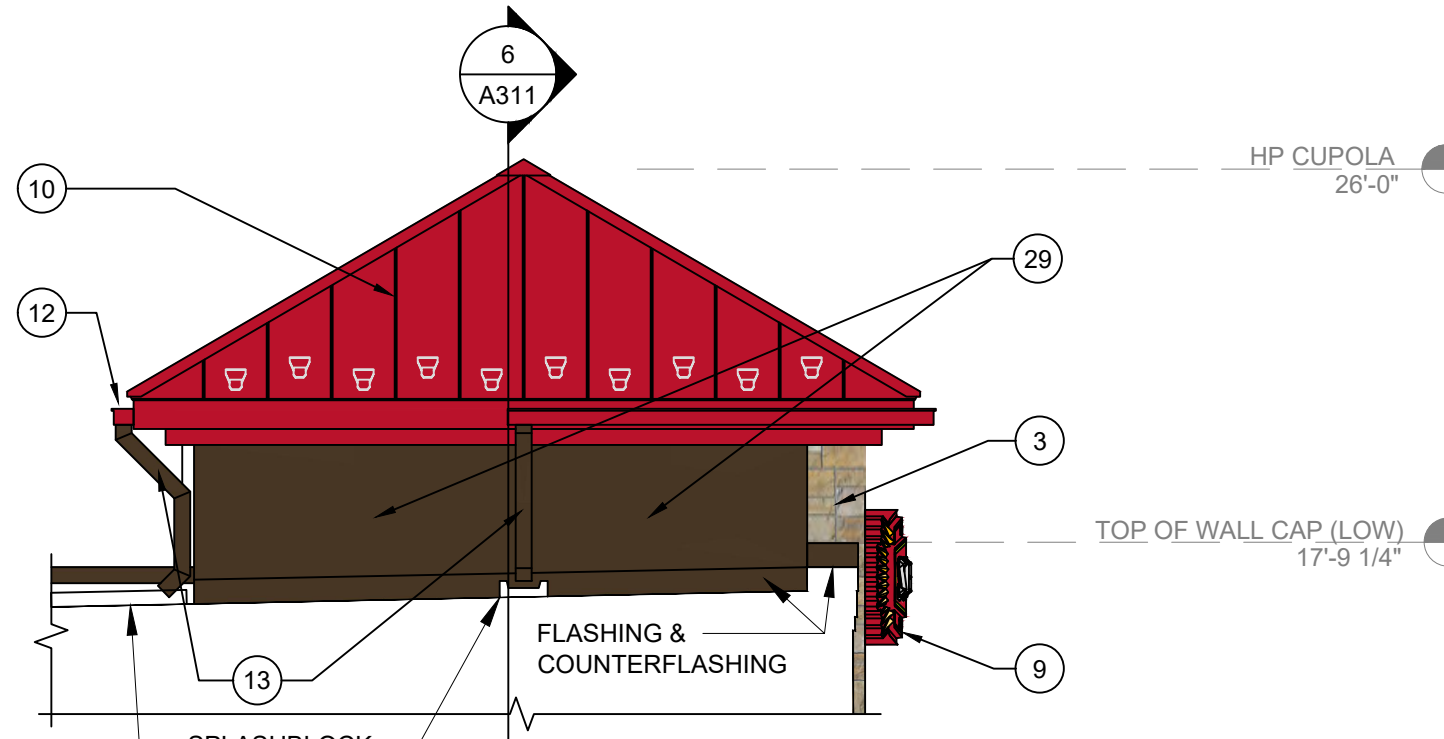 6
A311
HP CUPOLA
26'-0"
10
29
12
3
TOP OF WALL CAP (LOW)
17'-9 1/4"
FLASHING &
COUNTERFLASHING
9
13
SPLASHBLOCK